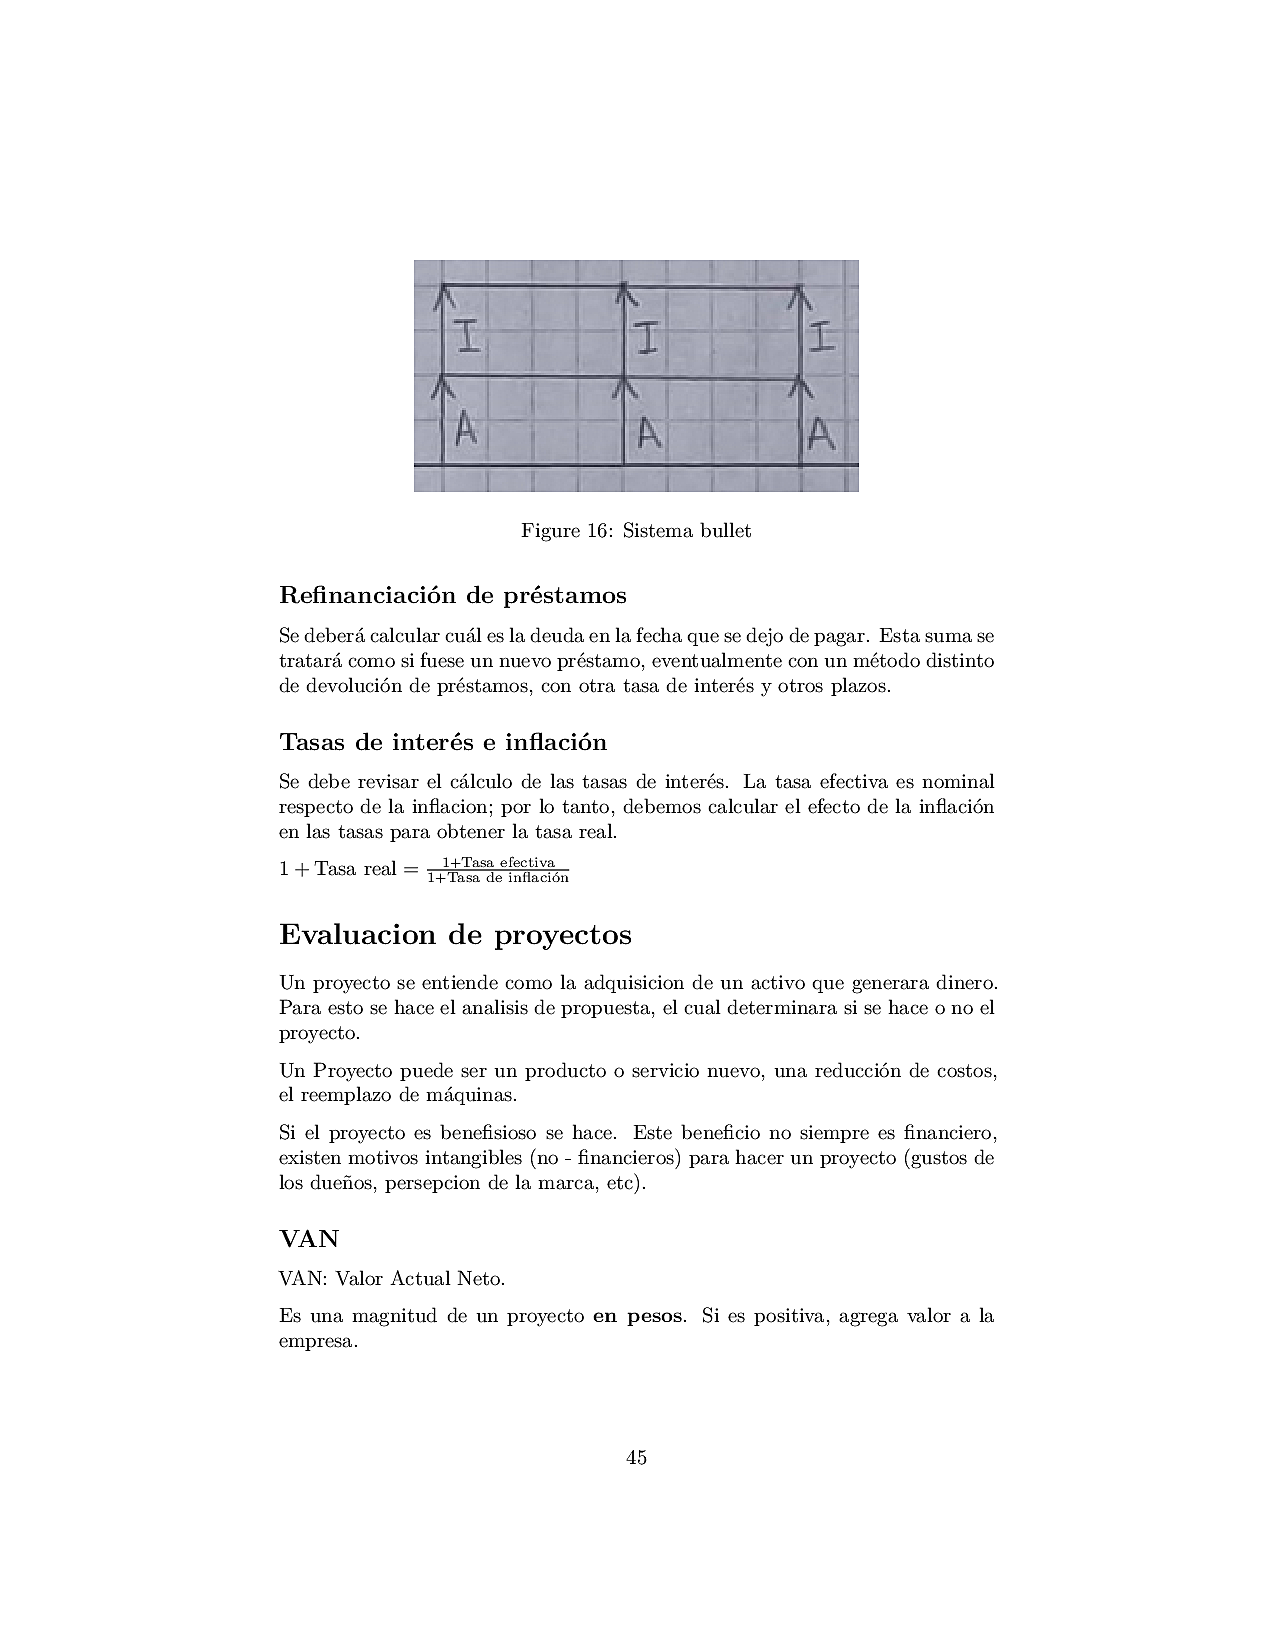 I I I
A A A
Figure 16: Sistema bullet
Refinanciación de préstamos
Se deberá calcular cuál es la deuda en la fecha que se dejo de pagar. Esta suma se
tratará como si fuese un nuevo préstamo, eventualmente con un método distinto
de devolución de préstamos, con otra tasa de interés y otros plazos.
Tasas de interés e inflación
Se debe revisar el cálculo de las tasas de interés. La tasa efectiva es nominal
respecto de la inflacion; por lo tanto, debemos calcular el efecto de la inflación
en las tasas para obtener la tasa real.
1 + Tasa real = \frac{1+Tasa efectiva}{1+Tasa de inflación}
Evaluacion de proyectos
Un proyecto se entiende como la adquisicion de un activo que generara dinero.
Para esto se hace el analisis de propuesta, el cual determinara si se hace o no el
proyecto.
Un Proyecto puede ser un producto o servicio nuevo, una reducción de costos,
el reemplazo de máquinas.
Si el proyecto es benefisioso se hace. Este beneficio no siempre es financiero,
existen motivos intangibles (no - financieros) para hacer un proyecto (gustos de
los dueños, persepcion de la marca, etc).
VAN
VAN: Valor Actual Neto.
Es una magnitud de un proyecto en pesos. Si es positiva, agrega valor a la
empresa.
45